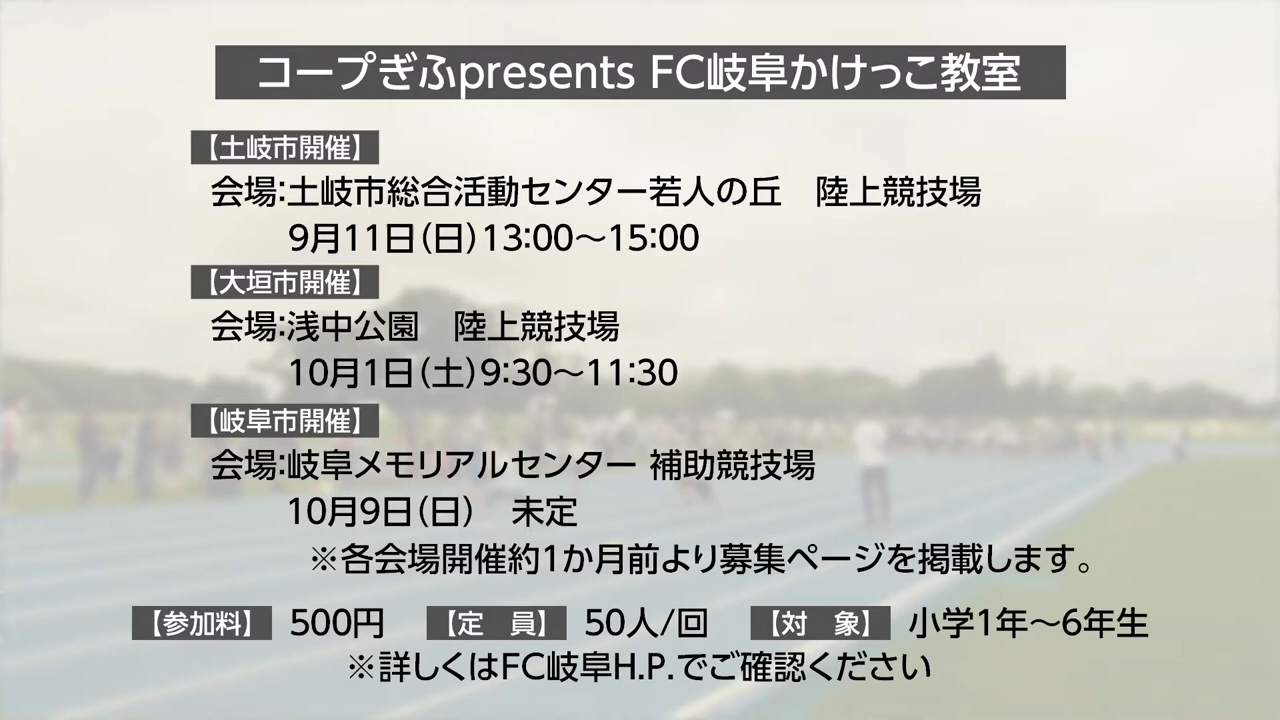 コープぎふpresents FC岐阜かけっこ教室
【土岐市開催】
会場:土岐市総合活動センター若人の丘　陸上競技場
9月11日(日)13:00～15:00
【大垣市開催】
会場:浅中公園　陸上競技場
10月1日(土)9:30～11:30
【岐阜市開催】
会場:岐阜メモリアルセンター 補助競技場
10月9日(日)　未定
※各会場開催約1か月前より募集ページを掲載します。
【参加料】 500円 【定　員】 50人/回 【対　象】 小学1年～6年生
※詳しくはFC岐阜H.P.でご確認ください